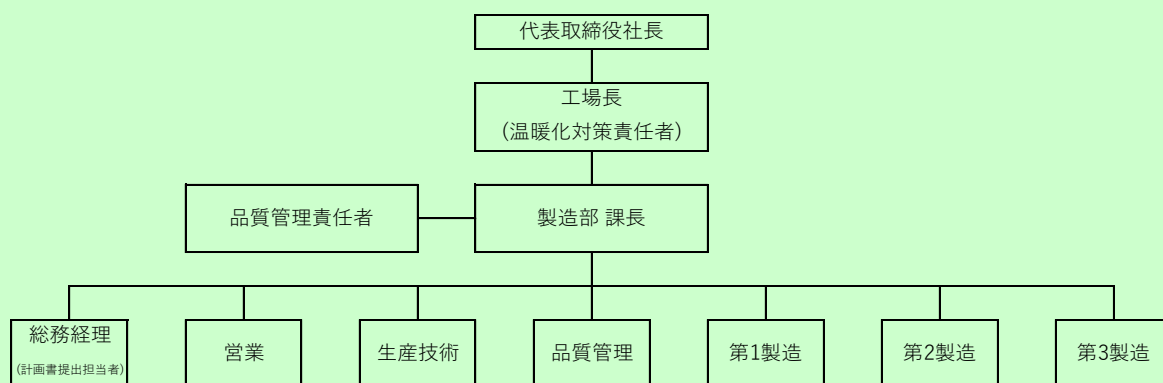 代表取締役社長
工場長
(温暖化対策責任者)
品質管理責任者
製造部 課長
総務経理
(計画書提出担当者)
営業
生産技術
品質管理
第1製造
第2製造
第3製造